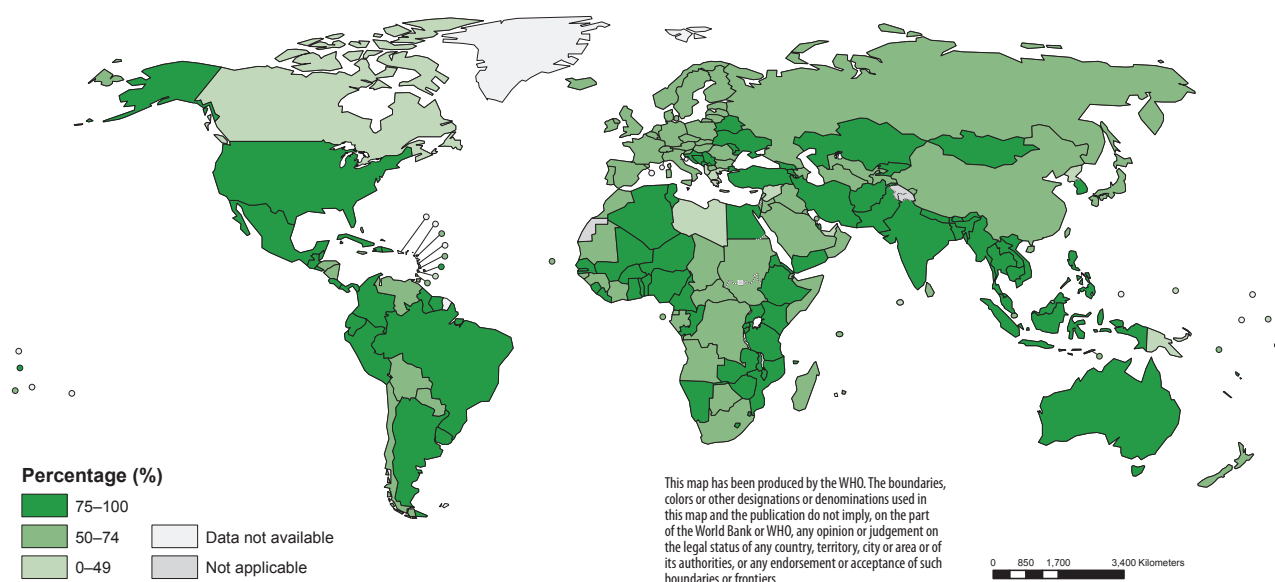 Percentage (%)
75–100
50–74
0–49
Data not available
Not applicable
This map has been produced by the WHO. The boundaries,
colors or other designations or denominations used in
this map and the publication do not imply, on the part
of the World Bank or WHO, any opinion or judgement on
the legal status of any country, territory, city or area or of
its authorities, or any endorsement or acceptance of such
boundaries or frontiers
0 850 1,700 3,400 Kilometers